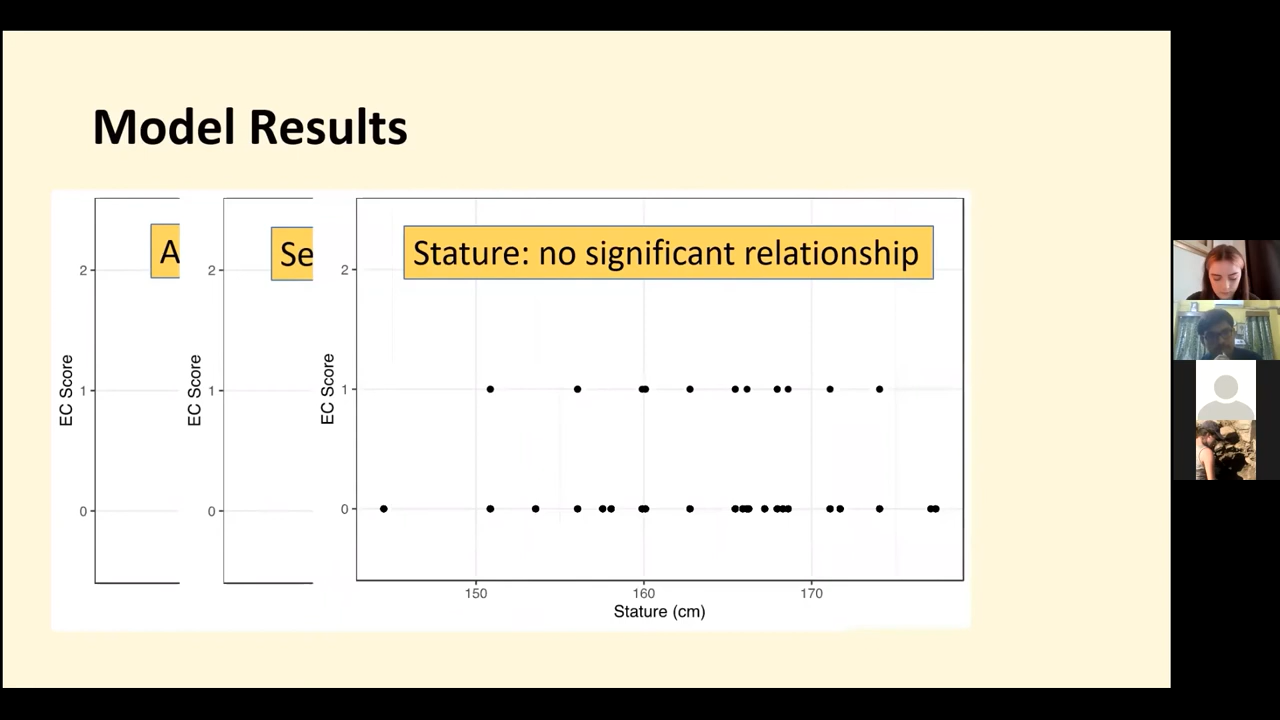 Model Results
A
2
1
0
EC Score
Se
2
1
0
EC Score
Stature: no significant relationship
2
1
0
EC Score
150 160 170
Stature (cm)